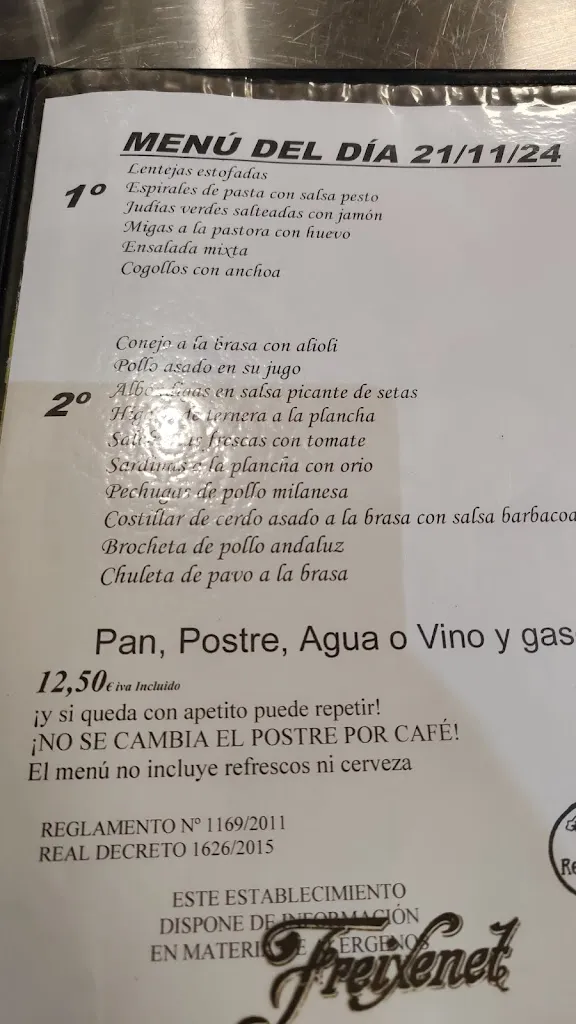 MENÚ DEL DÍA 21/11/24
1º
Lentejas estofadas
Espirales de pasta con salsa pesto
Judías verdes salteadas con jamón
Migas a la pastora con huevo
Ensalada mixta
Cogollos con anchoa
2º
Conejo a la brasa con alioli
Pollo asado en su jugo
en salsa picante de setas
de ternera a la plancha
frescas con tomate
Sardinas a la plancha con orio
Pechugas de pollo milanesa
Costillar de cerdo asado a la brasa con salsa barbacoa
Brocheta de pollo andaluz
Chuleta de pavo a la brasa
Pan, Postre, Agua o Vino y gas
12,50€ iva Incluido
¡y si queda con apetito puede repetir!
¡NO SE CAMBIA EL POSTRE POR CAFÉ!
El menú no incluye refrescos ni cerveza
REGLAMENTO Nº 1169/2011
REAL DECRETO 1626/2015
ESTE ESTABLECIMIENTO
DISPONE DE INFORMACIÓN
EN MATERIA DE ALERGENOS
Freixenet
Re